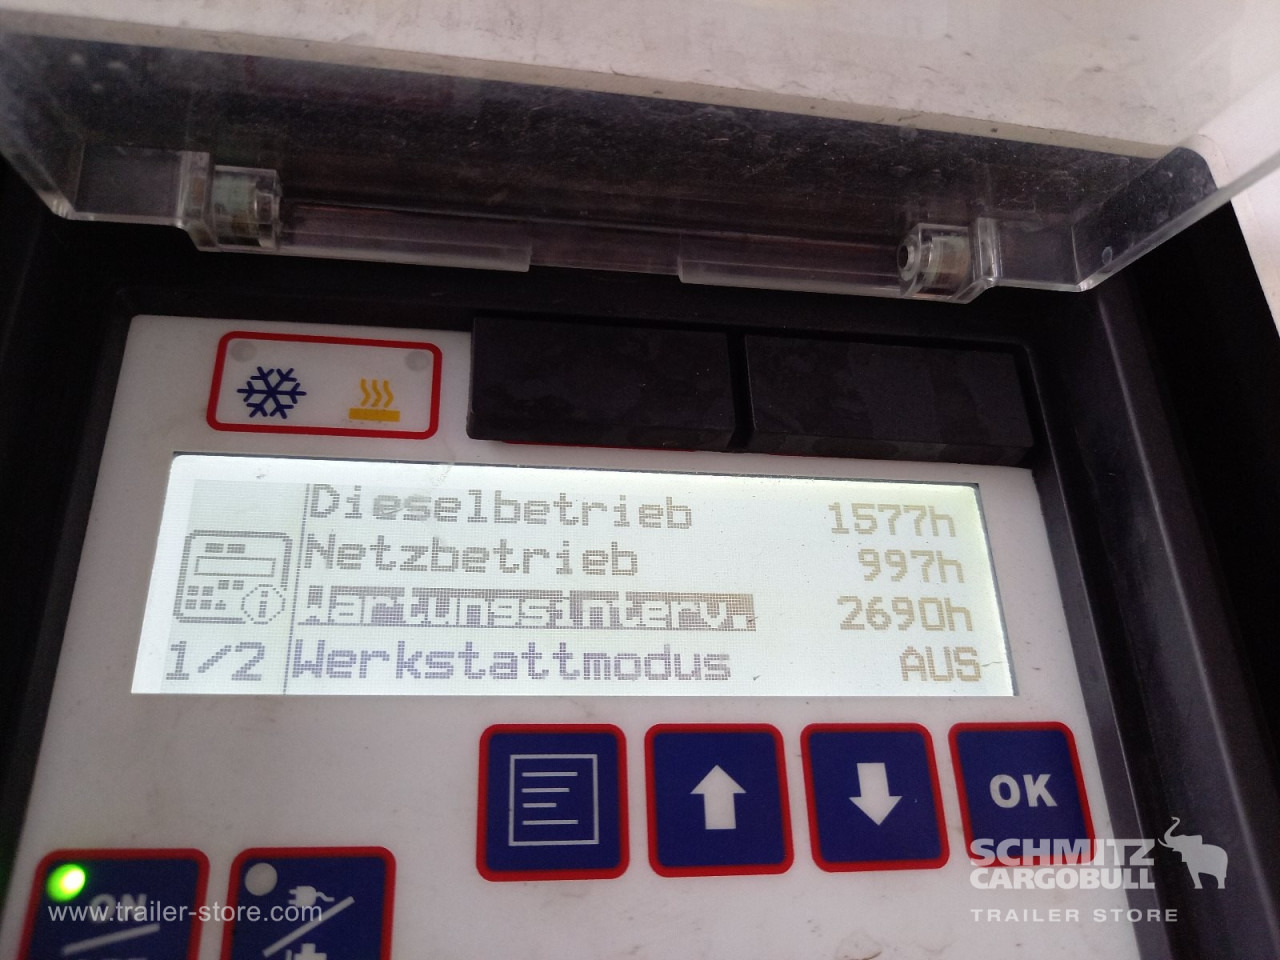 Dieselbetrieb 1577h
Netzbetrieb 997h
Wartungsinterv. 2690h
1/2 Werkstattmodus AUS
OK
ON
www.trailer-store.com
SCHMITZ
CARGOBULL
TRAILER STORE